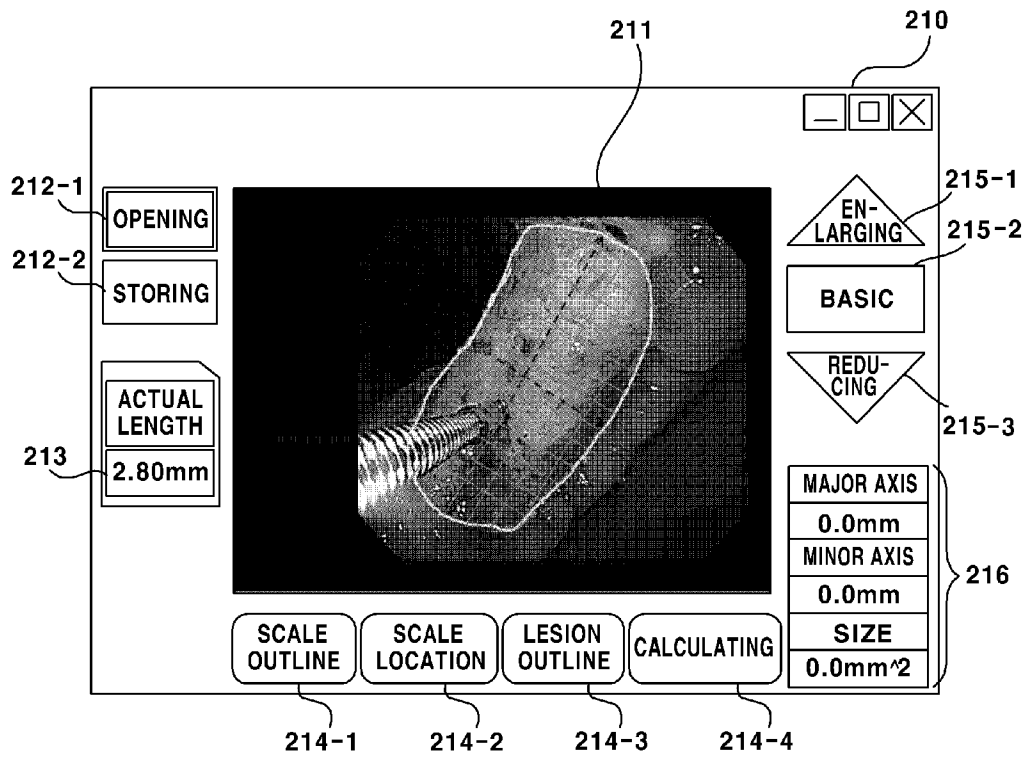 211
210
212-1
OPENING
EN-
LARGING
215-1
212-2
STORING
215-2
BASIC
ACTUAL
LENGTH
213
2.80mm
REDU-
CING
215-3
MAJOR AXIS
0.0mm
MINOR AXIS
0.0mm
SIZE
0.0mm^2
216
SCALE
OUTLINE
SCALE
LOCATION
LESION
OUTLINE
CALCULATING
214-1
214-2
214-3
214-4